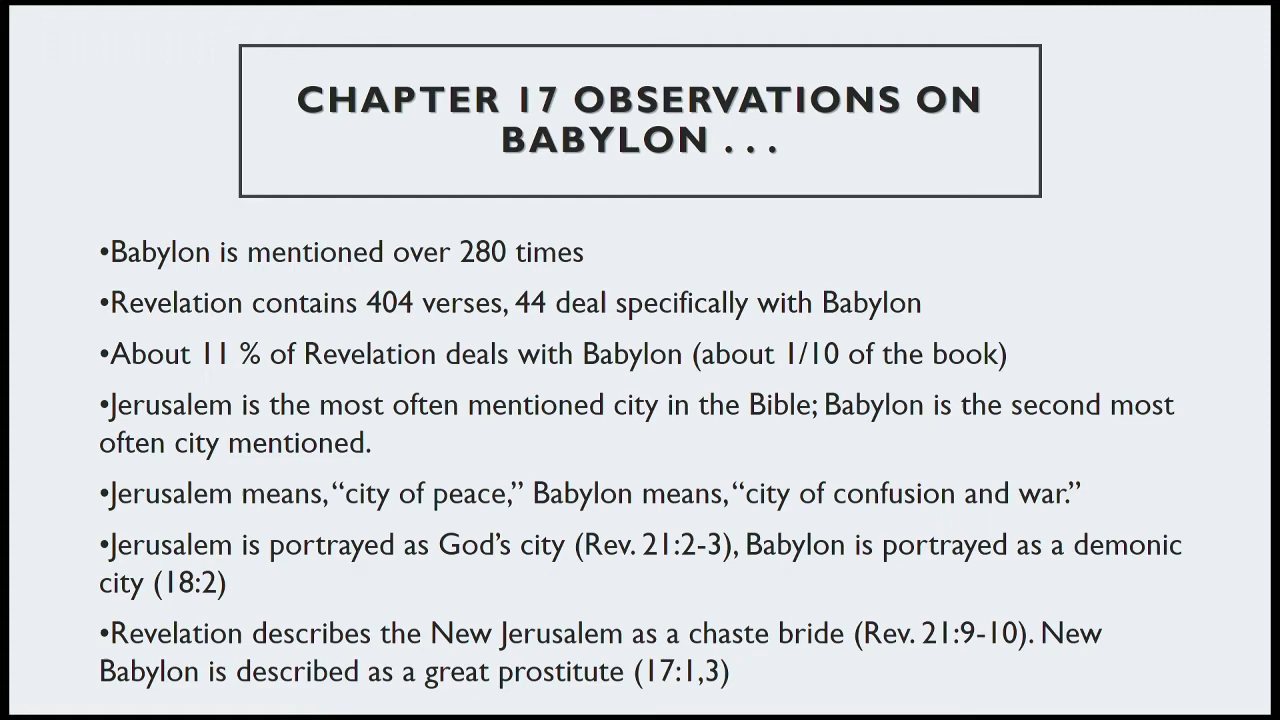 CHAPTER 17 OBSERVATIONS ON
BABYLON . . .
•Babylon is mentioned over 280 times
•Revelation contains 404 verses, 44 deal specifically with Babylon
•About 11 % of Revelation deals with Babylon (about 1/10 of the book)
•Jerusalem is the most often mentioned city in the Bible; Babylon is the second most
often city mentioned.
•Jerusalem means, “city of peace,” Babylon means, “city of confusion and war.”
•Jerusalem is portrayed as God’s city (Rev. 21:2-3), Babylon is portrayed as a demonic
city (18:2)
•Revelation describes the New Jerusalem as a chaste bride (Rev. 21:9-10). New
Babylon is described as a great prostitute (17:1,3)